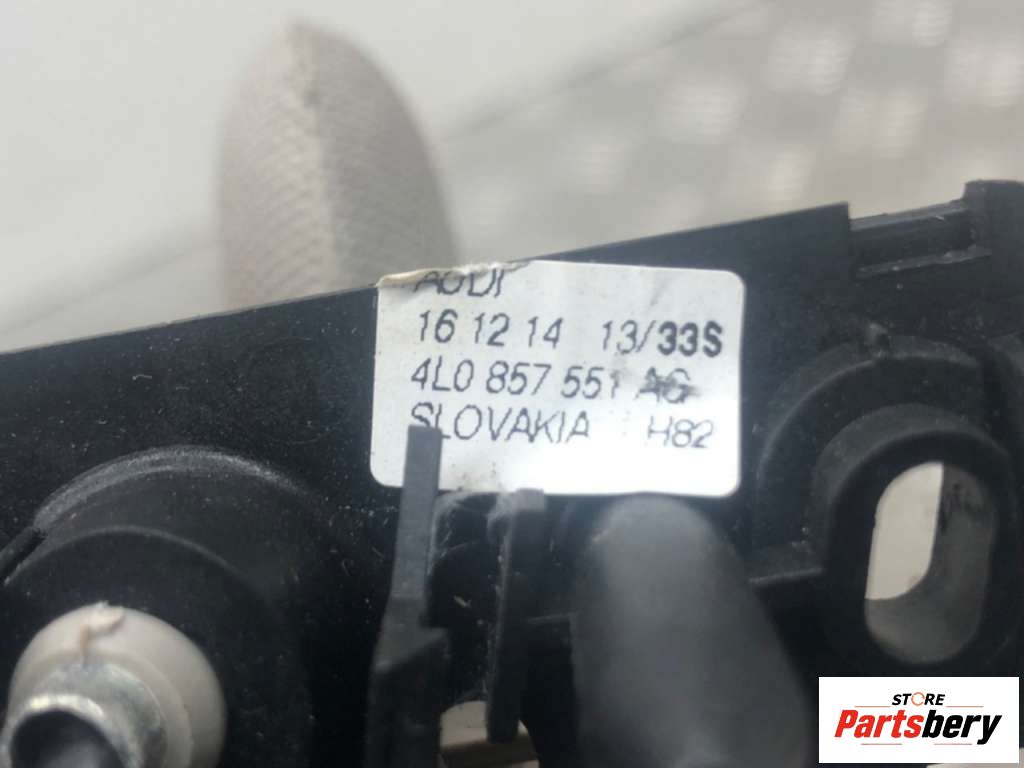 AUDI
16 12 14 13/33S
4L0 857 551 AG
SLOVAKIA H82
STORE
Partsbery